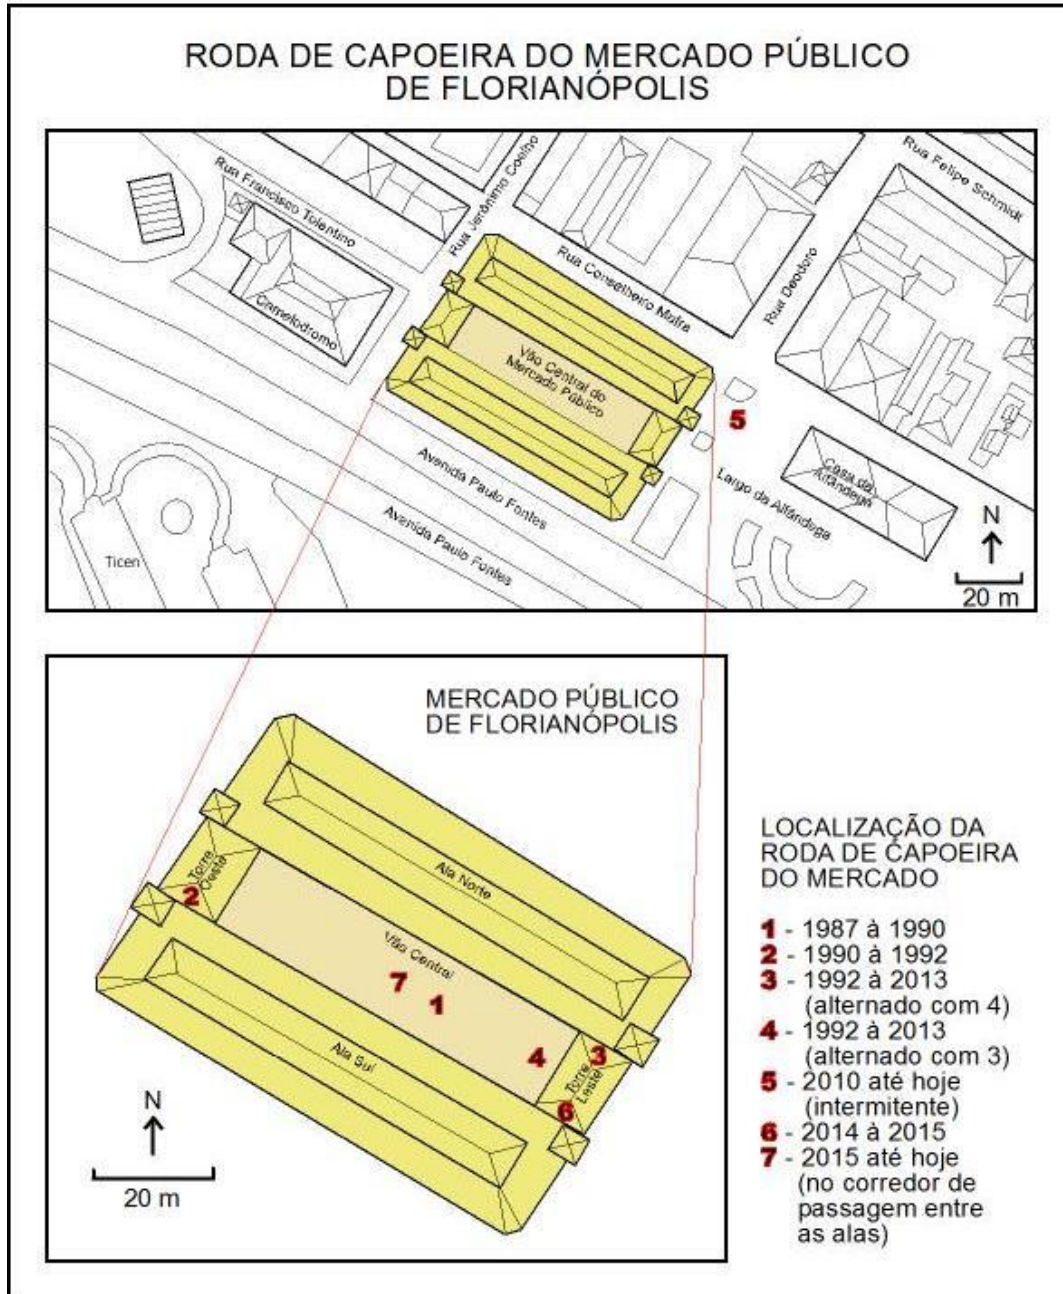 RODA DE CAPOEIRA DO MERCADO PÚBLICO
DE FLORIANÓPOLIS
Rua Francisco Tolentino
Rua Jerônimo Coelho
Rua Felipe Schmidt
Rua Conselheiro Mafra
Rua Deodoro
Camelodromo
Vão Central do
Mercado Público
5
Casa da
Alfândega
Largo da Alfândega
Avenida Paulo Fontes
Avenida Paulo Fontes
Ticen
N
20 m
MERCADO PÚBLICO
DE FLORIANÓPOLIS
Torre
Oeste
2
Ala Norte
Vão Central
7
1
Ala Sul
4
3
Torre
Leste
6
N
20 m
LOCALIZAÇÃO DA
RODA DE CAPOEIRA
DO MERCADO
1 - 1987 à 1990
2 - 1990 à 1992
3 - 1992 à 2013
(alternado com 4)
4 - 1992 à 2013
(alternado com 3)
5 - 2010 até hoje
(intermitente)
6 - 2014 à 2015
7 - 2015 até hoje
(no corredor de
passagem entre
as alas)